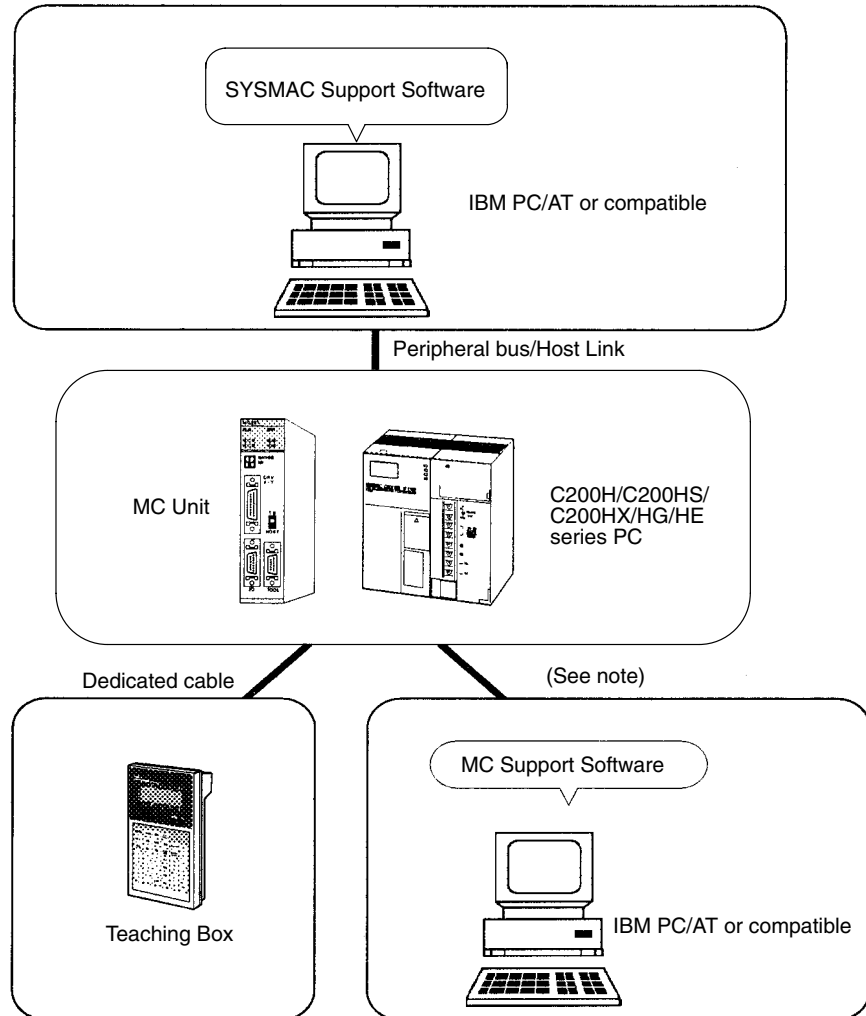 SYSMAC Support Software
IBM PC/AT or compatible
Peripheral bus/Host Link
MC Unit
TOOL
C200H/C200HS/
C200HX/HG/HE
series PC
Dedicated cable
(See note)
Teaching Box
MC Support Software
IBM PC/AT or compatible